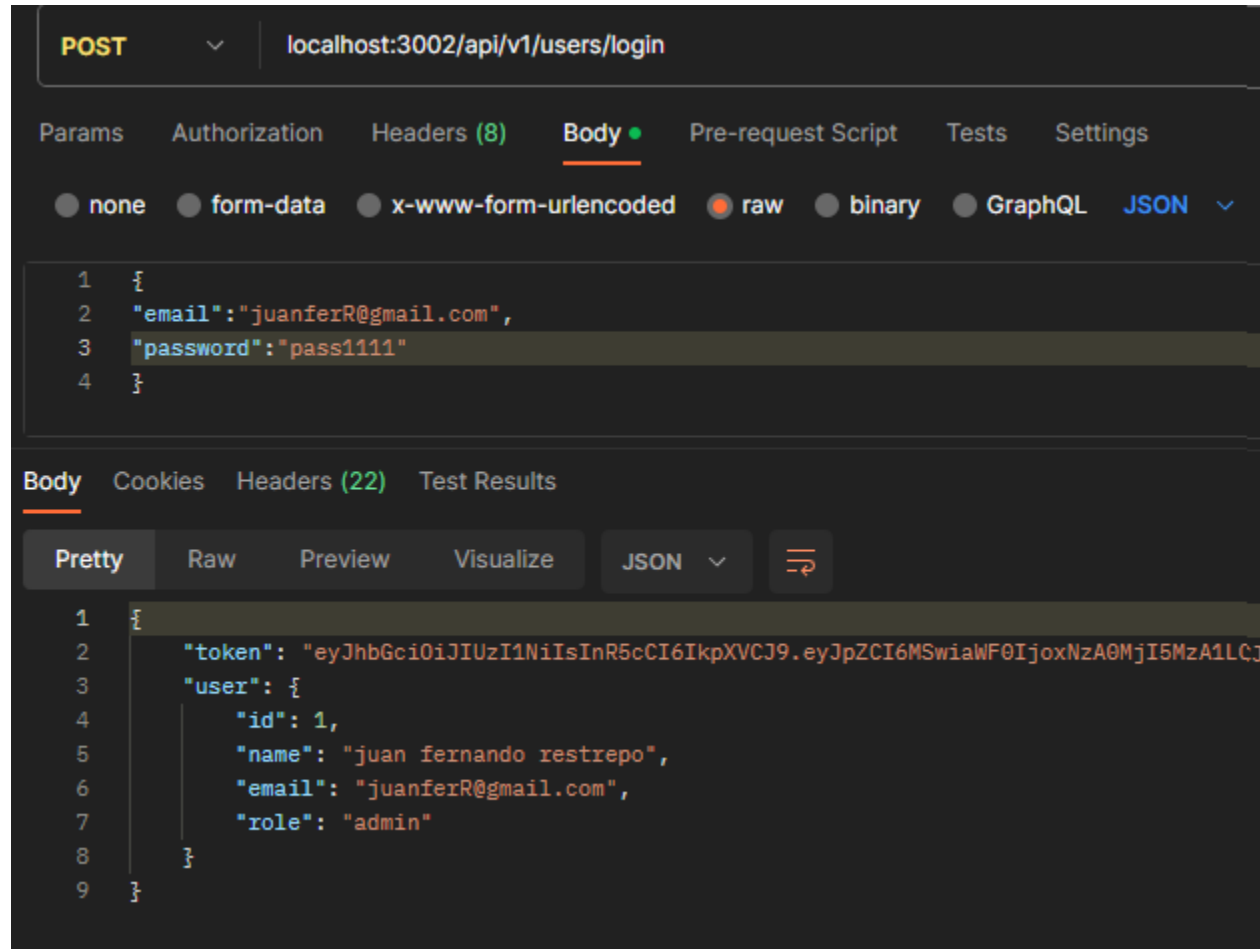 POST localhost:3002/api/v1/users/login
Params Authorization Headers (8) Body Pre-request Script Tests Settings
none form-data x-www-form-urlencoded raw binary GraphQL JSON
1 {
2 "email":"juanferR@gmail.com",
3 "password":"pass1111"
4 }
Body Cookies Headers (22) Test Results
Pretty Raw Preview Visualize JSON
1 {
2 "token": "eyJhbGciOiJIUzI1NiIsInR5cCI6IkpXVCJ9.eyJpZCI6MSwiaWF0IjoxNzA0MjI5MzA1LCJ
3 "user": {
4 "id": 1,
5 "name": "juan fernando restrepo",
6 "email": "juanferR@gmail.com",
7 "role": "admin"
8 }
9 }